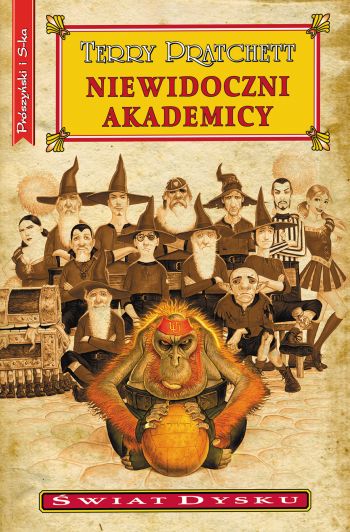 Prószyński i S-ka
TERRY PRATCHETT
NIEWIDOCZNI
AKADEMICY
ŚWIAT DYSKU